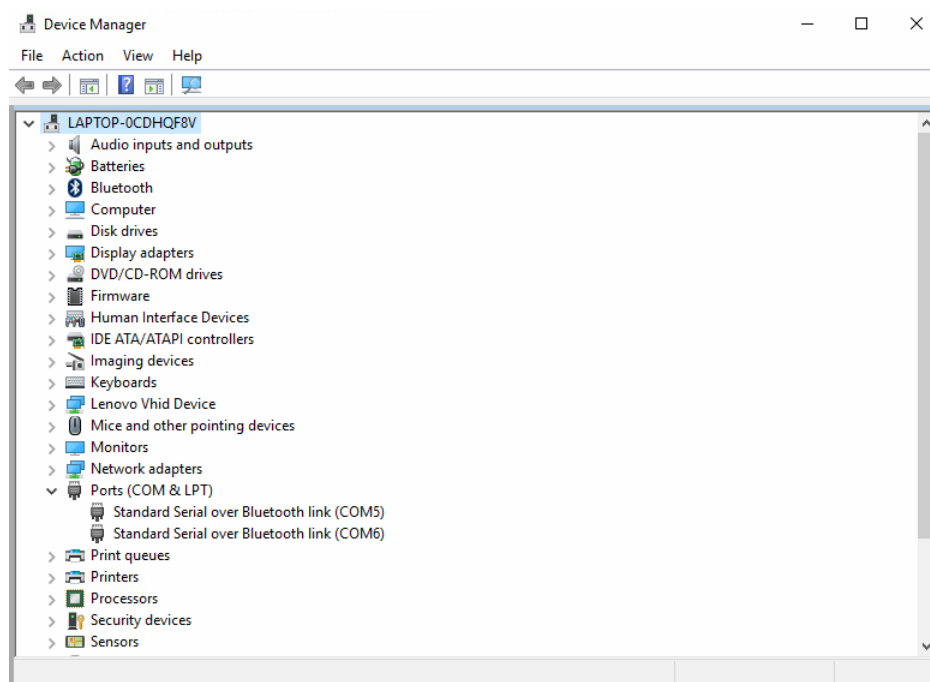 Device Manager
File Action View Help
LAPTOP-0CDHQF8V
Audio inputs and outputs
Batteries
Bluetooth
Computer
Disk drives
Display adapters
DVD/CD-ROM drives
Firmware
Human Interface Devices
IDE ATA/ATAPI controllers
Imaging devices
Keyboards
Lenovo Vhid Device
Mice and other pointing devices
Monitors
Network adapters
Ports (COM & LPT)
Standard Serial over Bluetooth link (COM5)
Standard Serial over Bluetooth link (COM6)
Print queues
Printers
Processors
Security devices
Sensors